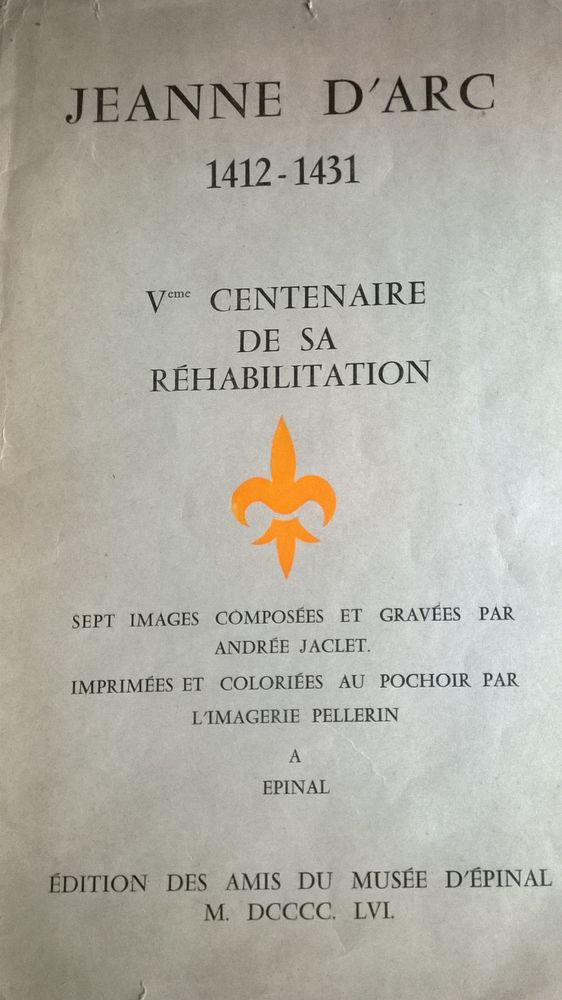 JEANNE D'ARC
1412-1431
Veme CENTENAIRE
DE SA
RÉHABILITATION
SEPT IMAGES COMPOSÉES ET GRAVÉES PAR
ANDRÉE JACLET.
IMPRIMÉES ET COLORIÉES AU POCHOIR PAR
L'IMAGERIE PELLERIN
A
EPINAL
ÉDITION DES AMIS DU MUSÉE D'ÉPINAL
M. DCCCC. LVI.